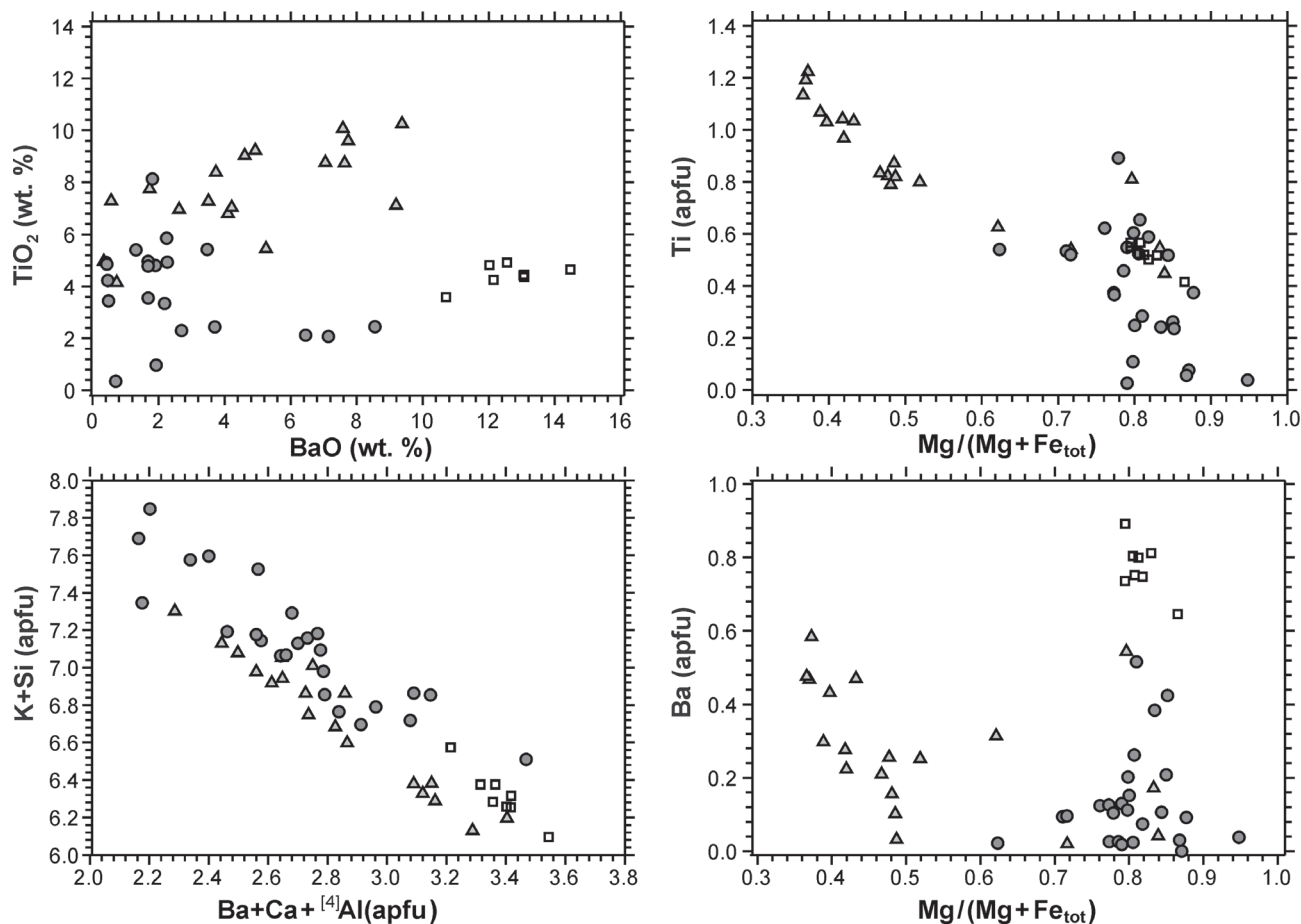 14
12
10
8
6
4
2
0
TiO2 (wt. %)
0 2 4 6 8 10 12 14 16
BaO (wt. %)
1.4
1.2
1.0
0.8
0.6
0.4
0.2
0.0
Ti (apfu)
0.3 0.4 0.5 0.6 0.7 0.8 0.9 1.0
Mg/(Mg+Fetot)
8.0
7.8
7.6
7.4
7.2
7.0
6.8
6.6
6.4
6.2
6.0
K+Si (apfu)
2.0 2.2 2.4 2.6 2.8 3.0 3.2 3.4 3.6 3.8
Ba+Ca+ [4]Al(apfu)
1.0
0.8
0.6
0.4
0.2
0.0
Ba (apfu)
0.3 0.4 0.5 0.6 0.7 0.8 0.9 1.0
Mg/(Mg+Fetot)